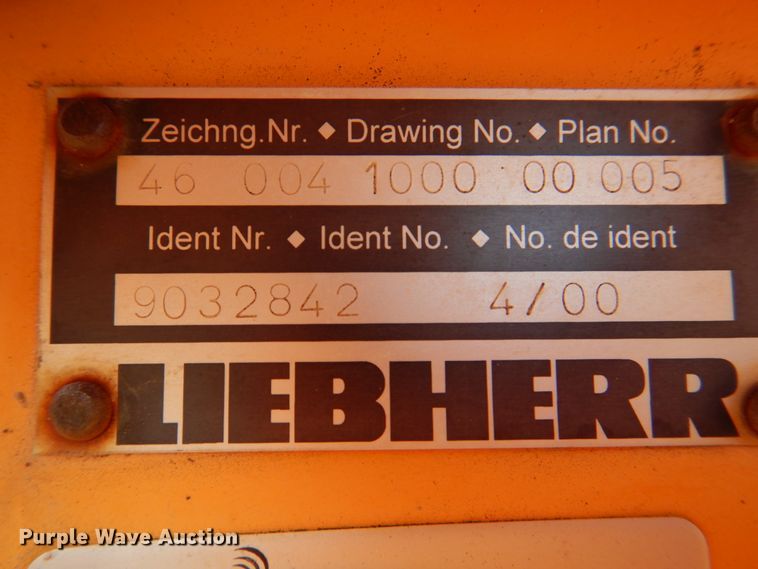 Zeichng.Nr. ◆ Drawing No. ◆ Plan No.
46 004 1000 00 005
Ident Nr. ◆ Ident No. ◆ No. de ident
9032842 4/00
LIEBHERR
Purple Wave Auction